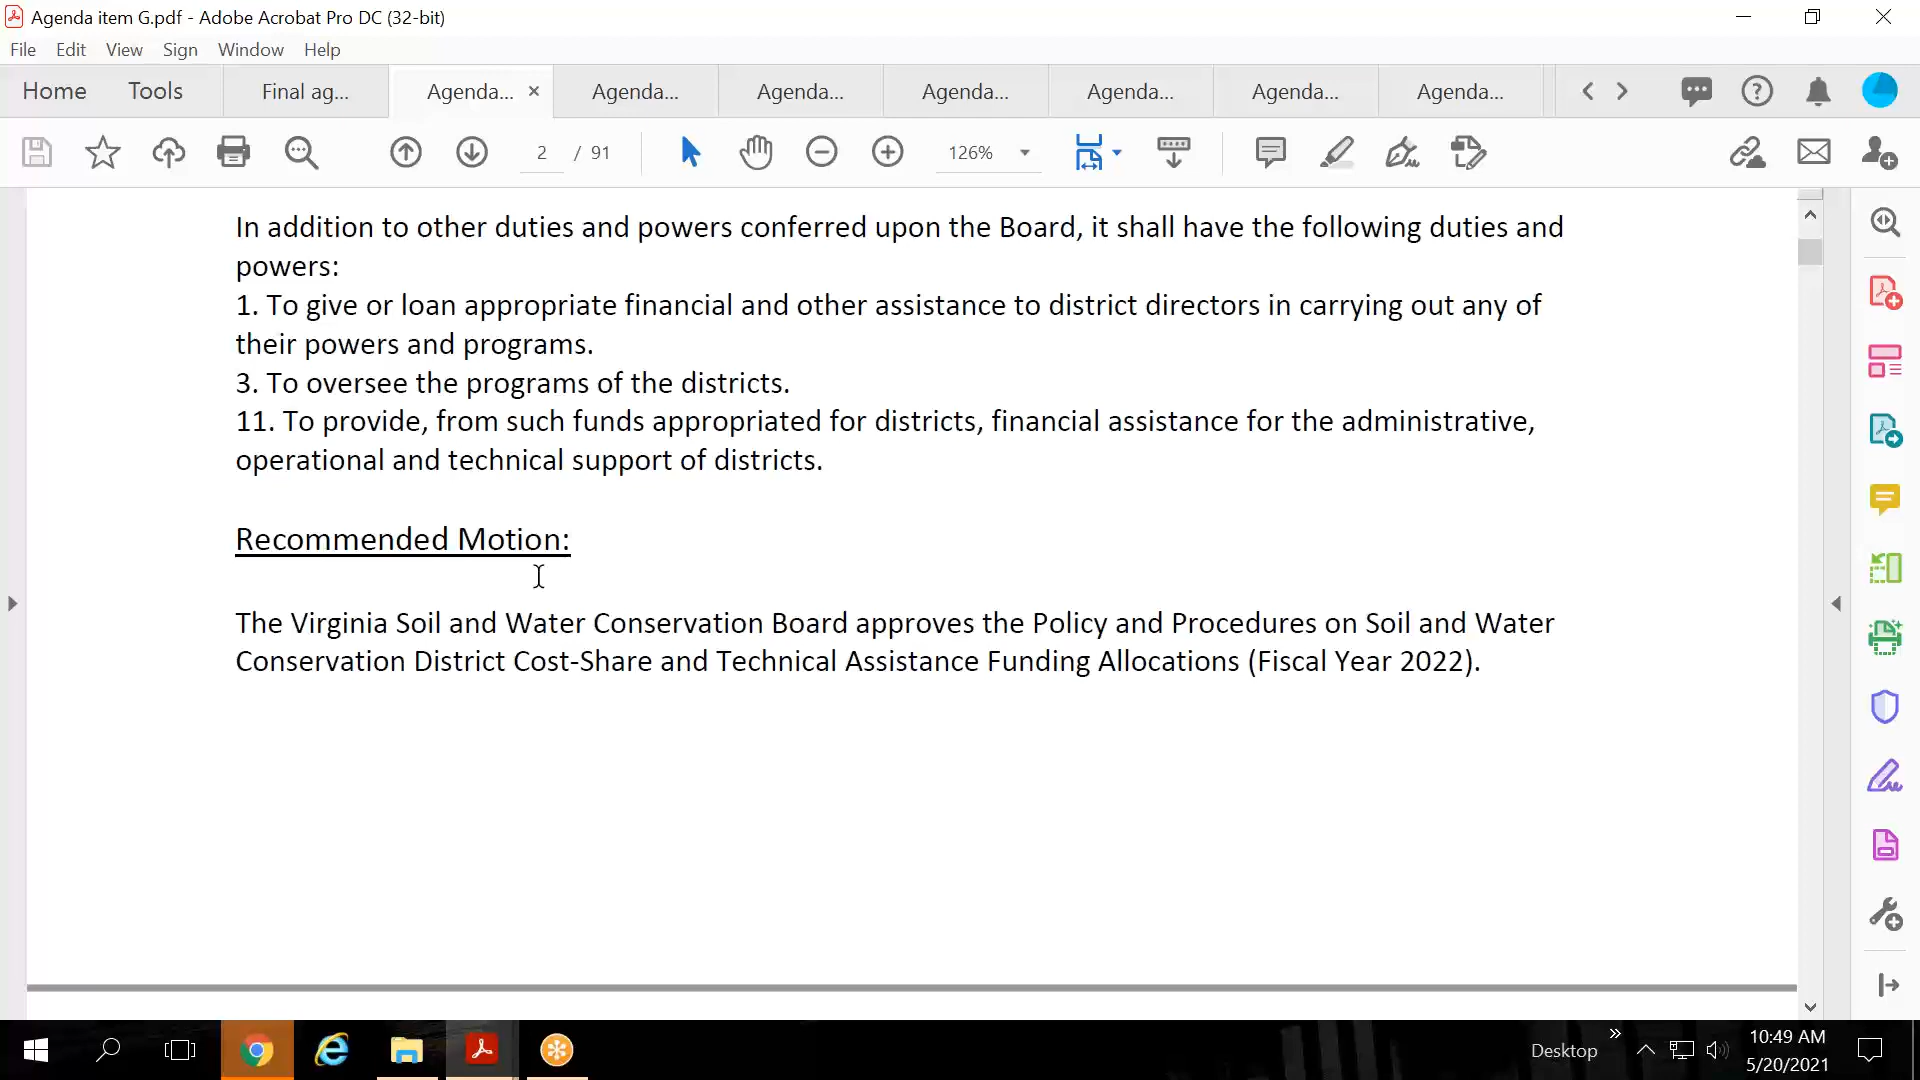 Agenda item G.pdf - Adobe Acrobat Pro DC (32-bit)
File Edit View Sign Window Help
Home Tools Final ag... Agenda... × Agenda... Agenda... Agenda... Agenda... Agenda... Agenda...
2 / 91 126%
In addition to other duties and powers conferred upon the Board, it shall have the following duties and
powers:
1. To give or loan appropriate financial and other assistance to district directors in carrying out any of
their powers and programs.
3. To oversee the programs of the districts.
11. To provide, from such funds appropriated for districts, financial assistance for the administrative,
operational and technical support of districts.
Recommended Motion:
The Virginia Soil and Water Conservation Board approves the Policy and Procedures on Soil and Water
Conservation District Cost-Share and Technical Assistance Funding Allocations (Fiscal Year 2022).
Desktop
10:49 AM
5/20/2021